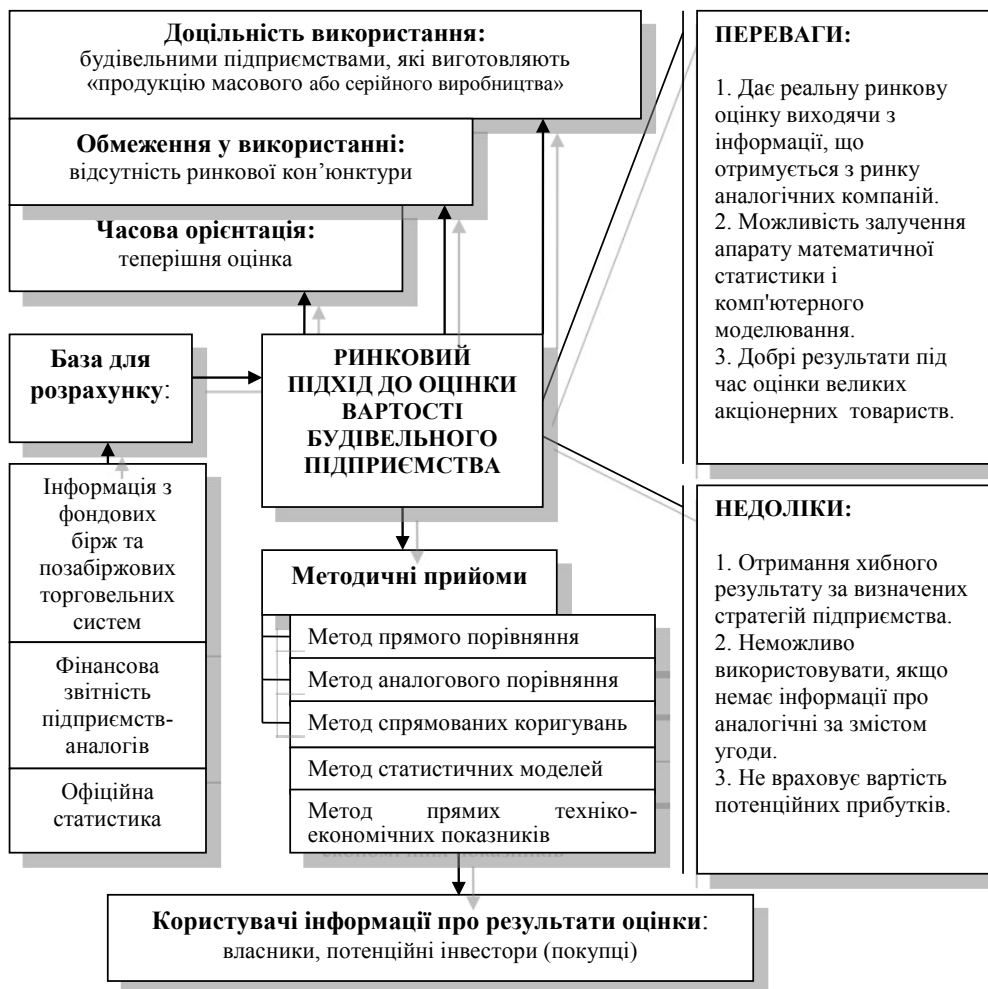 Доцільність використання:
будівельними підприємствами, які виготовляють
«продукцію масового або серійного виробництва»
Обмеження у використанні:
відсутність ринкової кон’юнктури
Часова орієнтація:
теперішня оцінка
База для
розрахунку:
РИНКОВИЙ
ПІДХІД ДО ОЦІНКИ
ВАРТОСТІ
БУДІВЕЛЬНОГО
ПІДПРИЄМСТВА
Інформація з
фондових
бірж та
позабіржових
торговельних
систем
Фінансова
звітність
підприємств-
аналогів
Офіційна
статистика
Методичні прийоми
Метод прямого порівняння
Метод аналогового порівняння
Метод спрямованих коригувань
Метод статистичних моделей
Метод прямих техніко-
економічних показників
Користувачі інформації про результати оцінки:
власники, потенційні інвестори (покупці)
ПЕРЕВАГИ:
1. Дає реальну ринкову
оцінку виходячи з
інформації, що
отримується з ринку
аналогічних компаній.
2. Можливість залучення
апарату математичної
статистики і
комп'ютерного
моделювання.
3. Добрі результати під
час оцінки великих
акціонерних товариств.
НЕДОЛІКИ:
1. Отримання хибного
результату за визначених
стратегій підприємства.
2. Неможливо
використовувати, якщо
немає інформації про
аналогічні за змістом
угоди.
3. Не враховує вартість
потенційних прибутків.